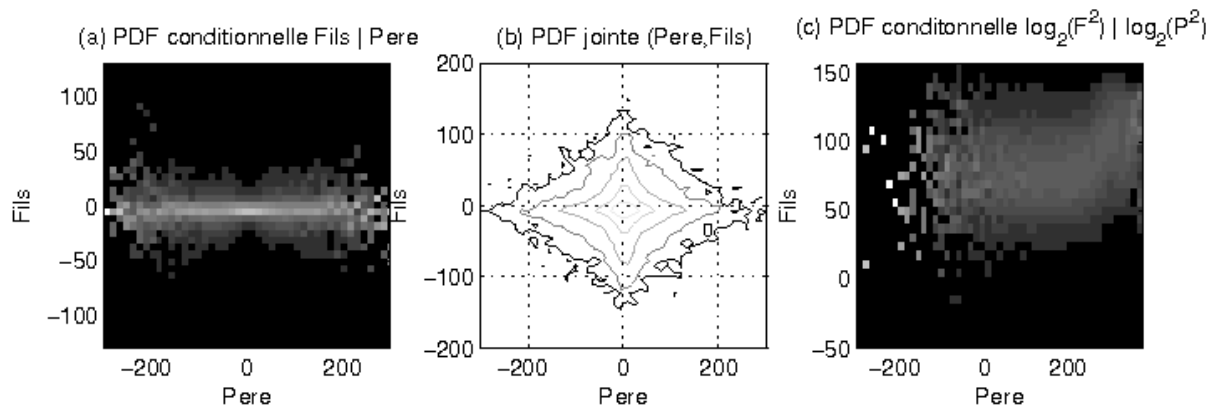 (a) PDF conditionnelle Fils | Pere
100
50
0
−50
−100
Fils
−200
0
200
Pere
(b) PDF jointe (Pere,Fils)
200
100
0
−100
−200
Fils
−200
0
200
Pere
(c) PDF conditonnelle log₂(F²) | log₂(P²)
150
100
50
0
−50
Fils
−200
0
200
Pere